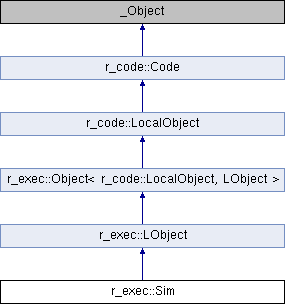 _Object
r_code::Code
r_code::LocalObject
r_exec::Object< r_code::LocalObject, LObject >
r_exec::LObject
r_exec::Sim